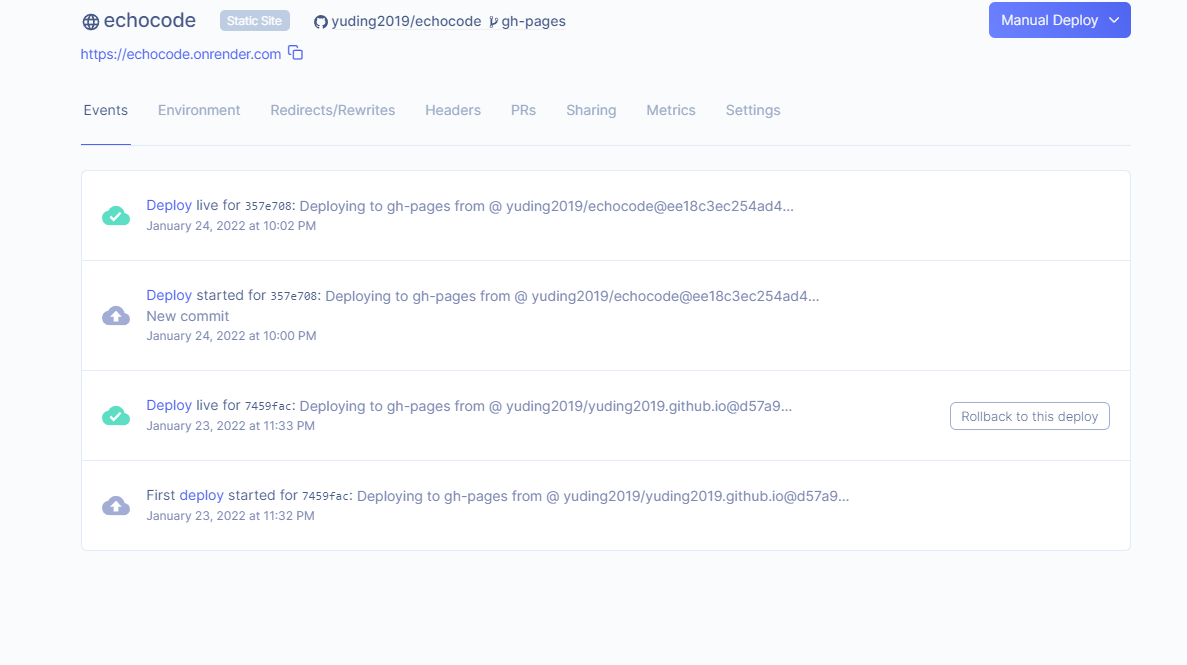 echocode Static Site yuding2019/echocode gh-pages Manual Deploy
https://echocode.onrender.com
Events Environment Redirects/Rewrites Headers PRs Sharing Metrics Settings
Deploy live for 357e708: Deploying to gh-pages from @ yuding2019/echocode@ee18c3ec254ad4...
January 24, 2022 at 10:02 PM
Deploy started for 357e708: Deploying to gh-pages from @ yuding2019/echocode@ee18c3ec254ad4...
New commit
January 24, 2022 at 10:00 PM
Deploy live for 7459fac: Deploying to gh-pages from @ yuding2019/yuding2019.github.io@d57a9...
January 23, 2022 at 11:33 PM
Rollback to this deploy
First deploy started for 7459fac: Deploying to gh-pages from @ yuding2019/yuding2019.github.io@d57a9...
January 23, 2022 at 11:32 PM